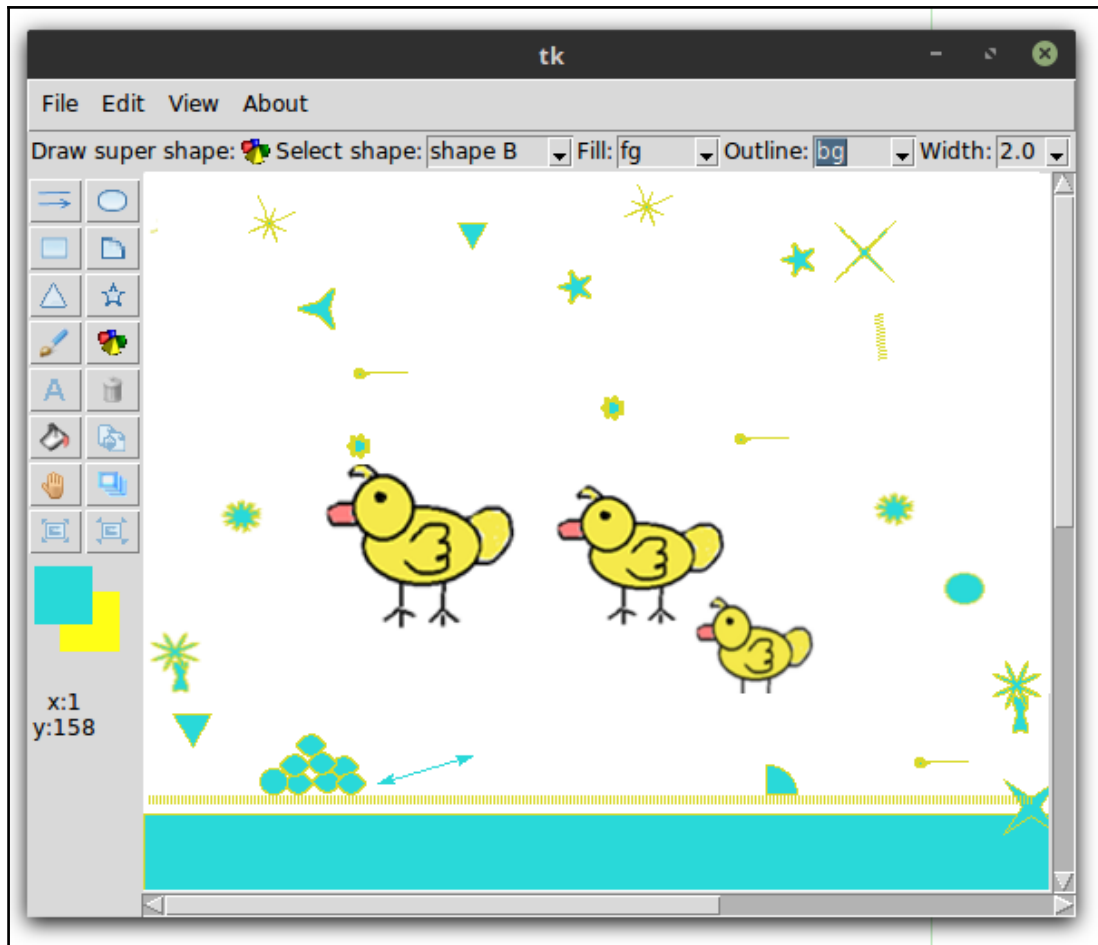 tk
File Edit View About
Draw super shape: Select shape: shape B Fill: fg Outline: bg Width: 2.0
A
x:1
y:158